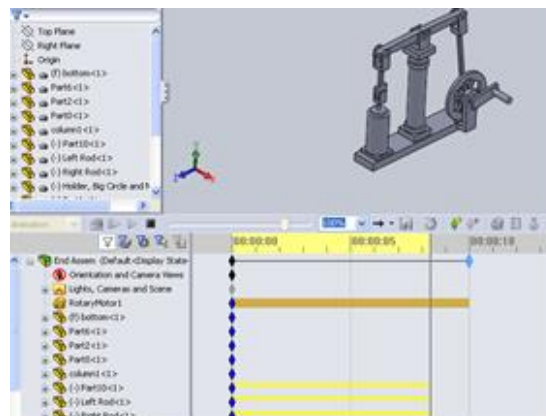 Top Plane
Right Plane
Origin
(f) bottom<1>
Part6<1>
Part2<1>
Part0<1>
column1<1>
(-) Part10<1>
(-) Left Rod<1>
(-) Right Rod<1>
(-) Holder, Big Circle and
100%
00:00:00 00:00:05 00:00:10
End Assem (Default<Display State-
Orientation and Camera Views
Lights, Cameras and Scene
RotaryMotor1
(f) bottom<1>
Part6<1>
Part2<1>
Part0<1>
column1<1>
(-) Part10<1>
(-) Left Rod<1>
(-) Right Rod<1>